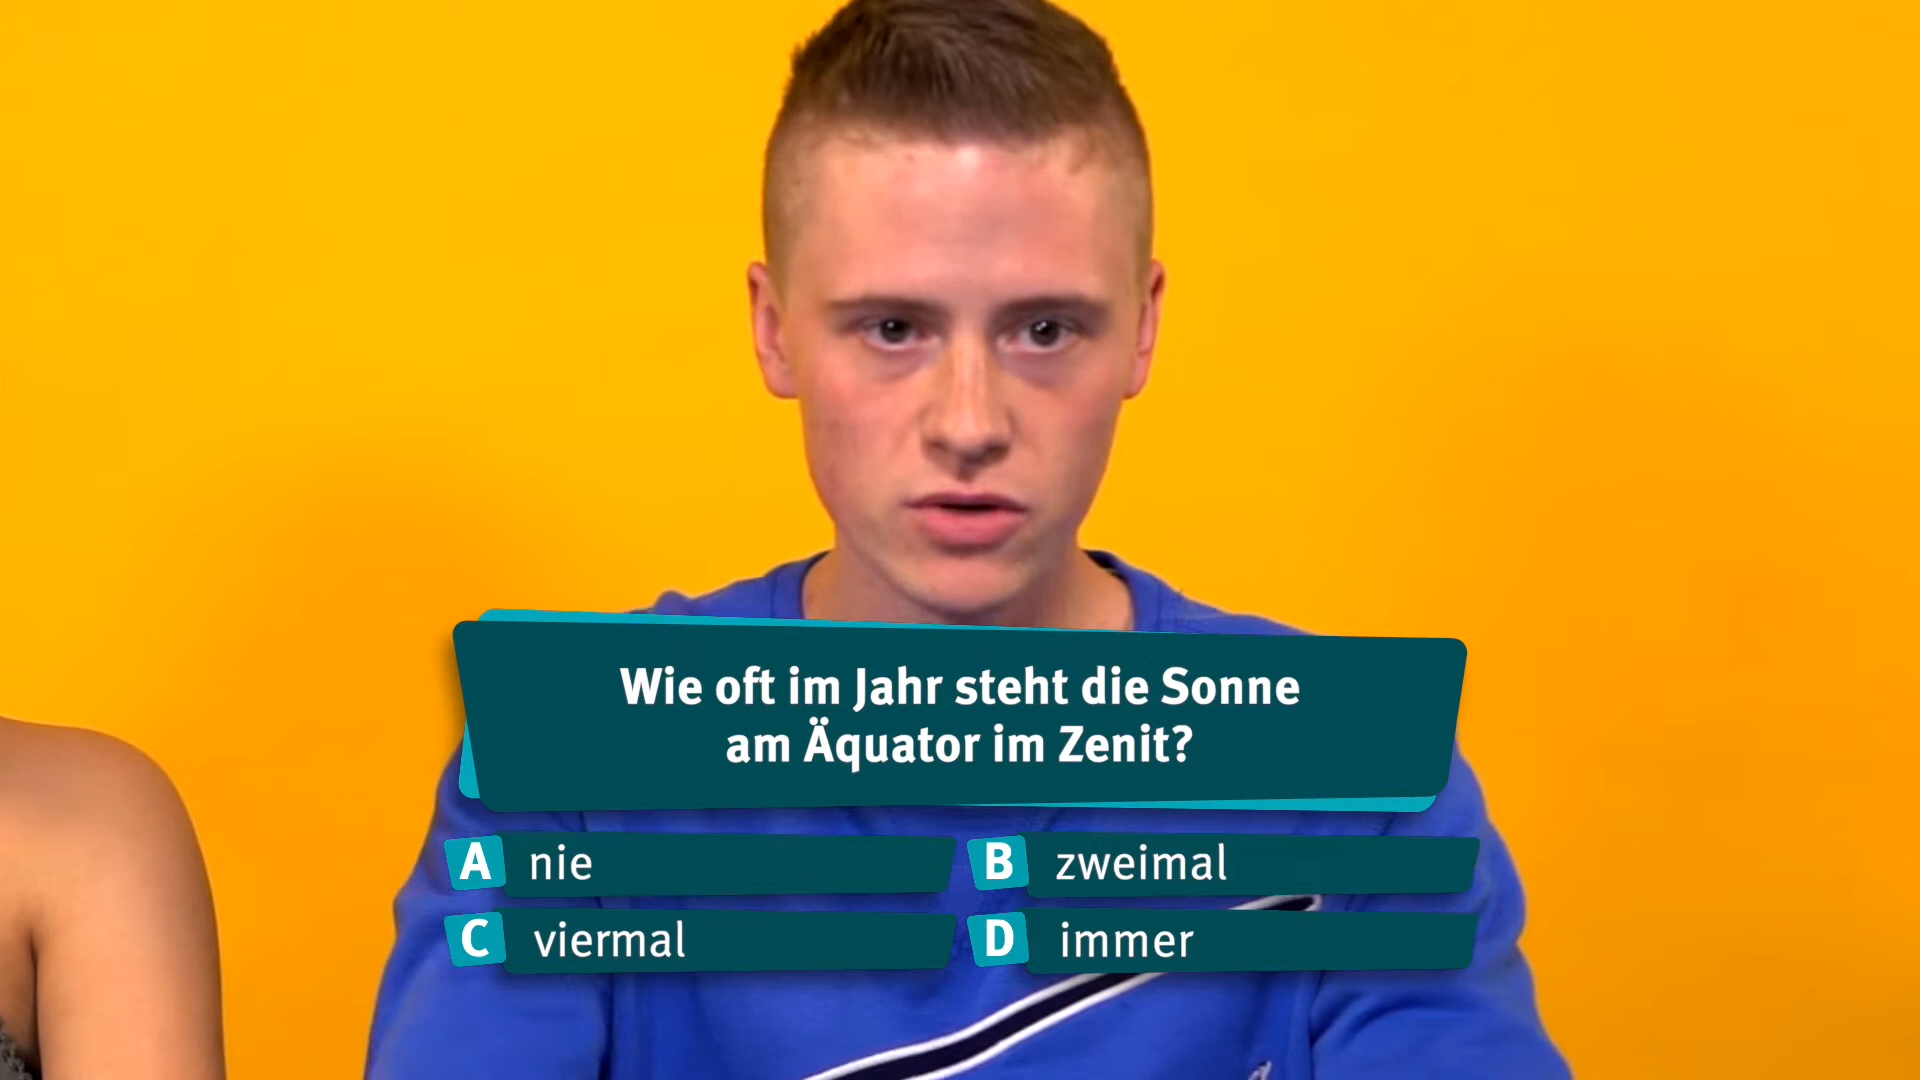 Wie oft im Jahr steht die Sonne
am Äquator im Zenit?
A nie
B zweimal
C viermal
D immer